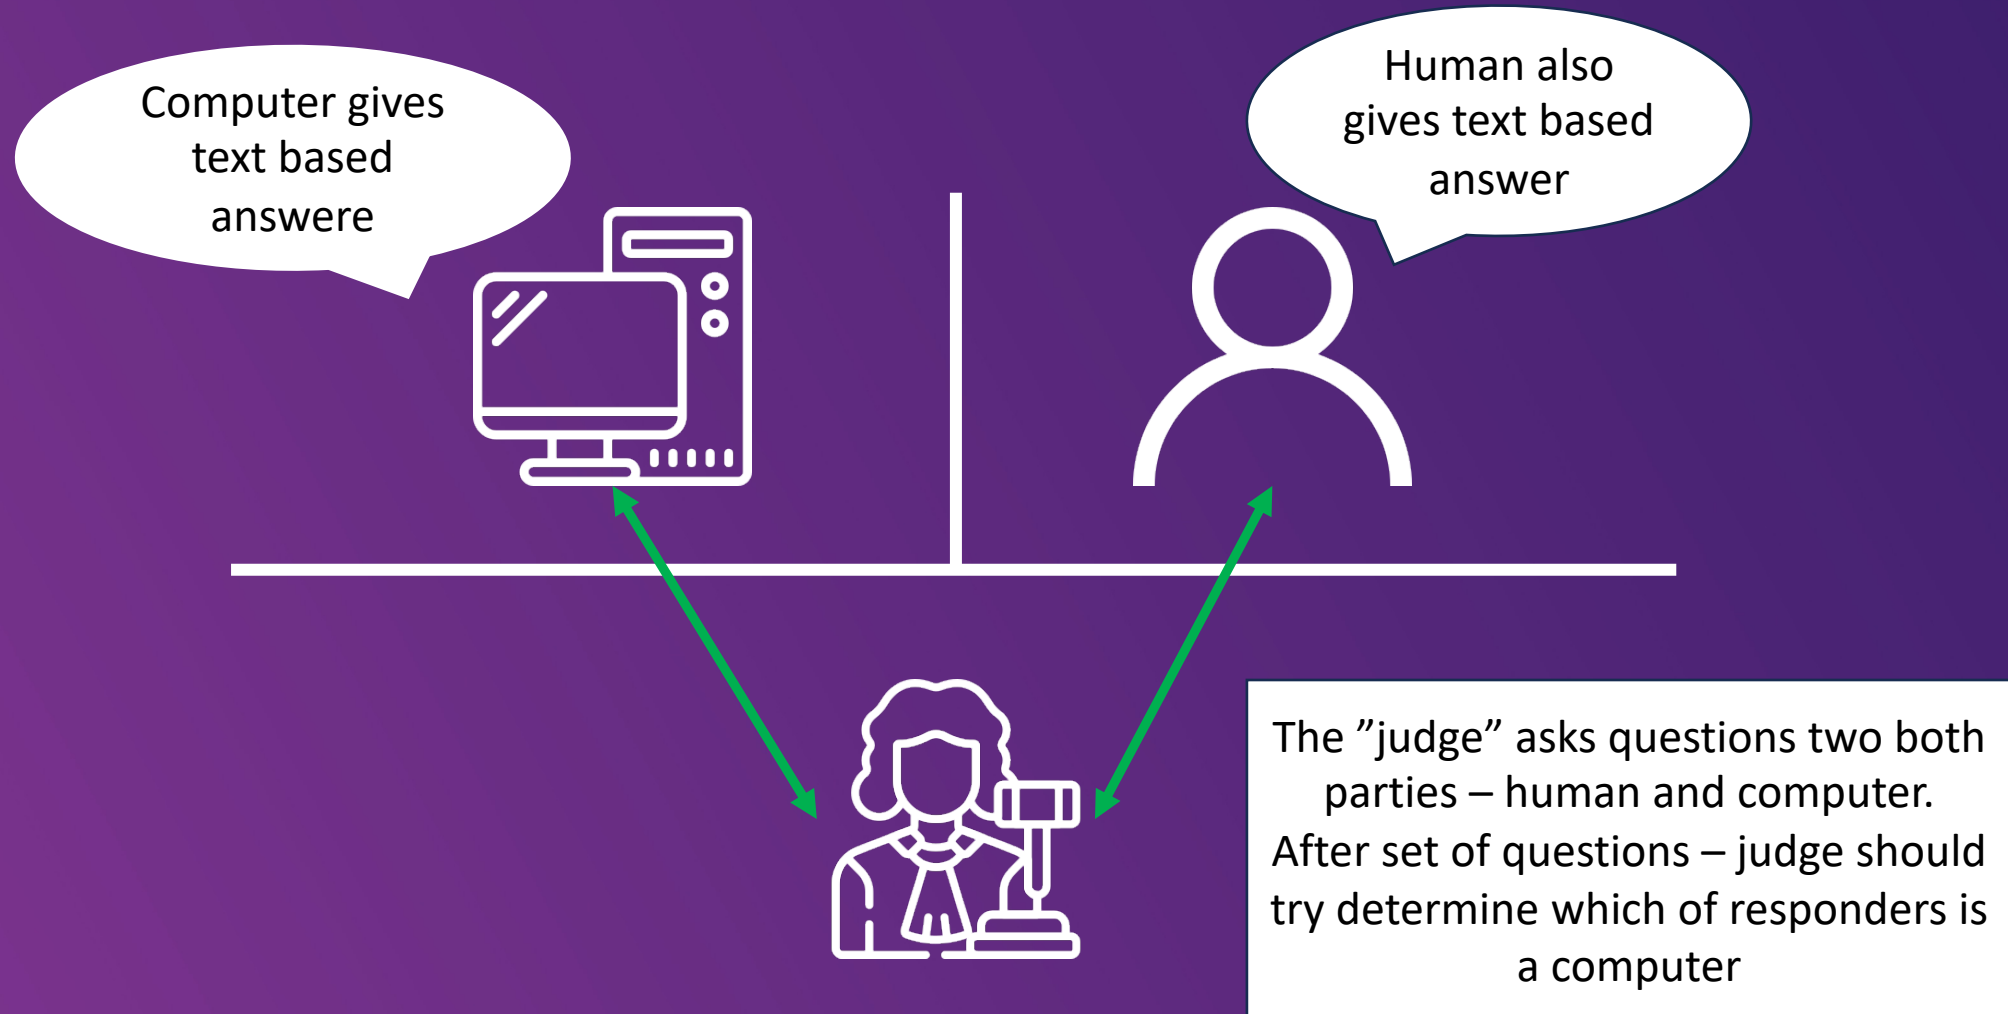 Computer gives
text based
answere
Human also
gives text based
answer
The ”judge” asks questions two both
parties – human and computer.
After set of questions – judge should
try determine which of responders is
a computer